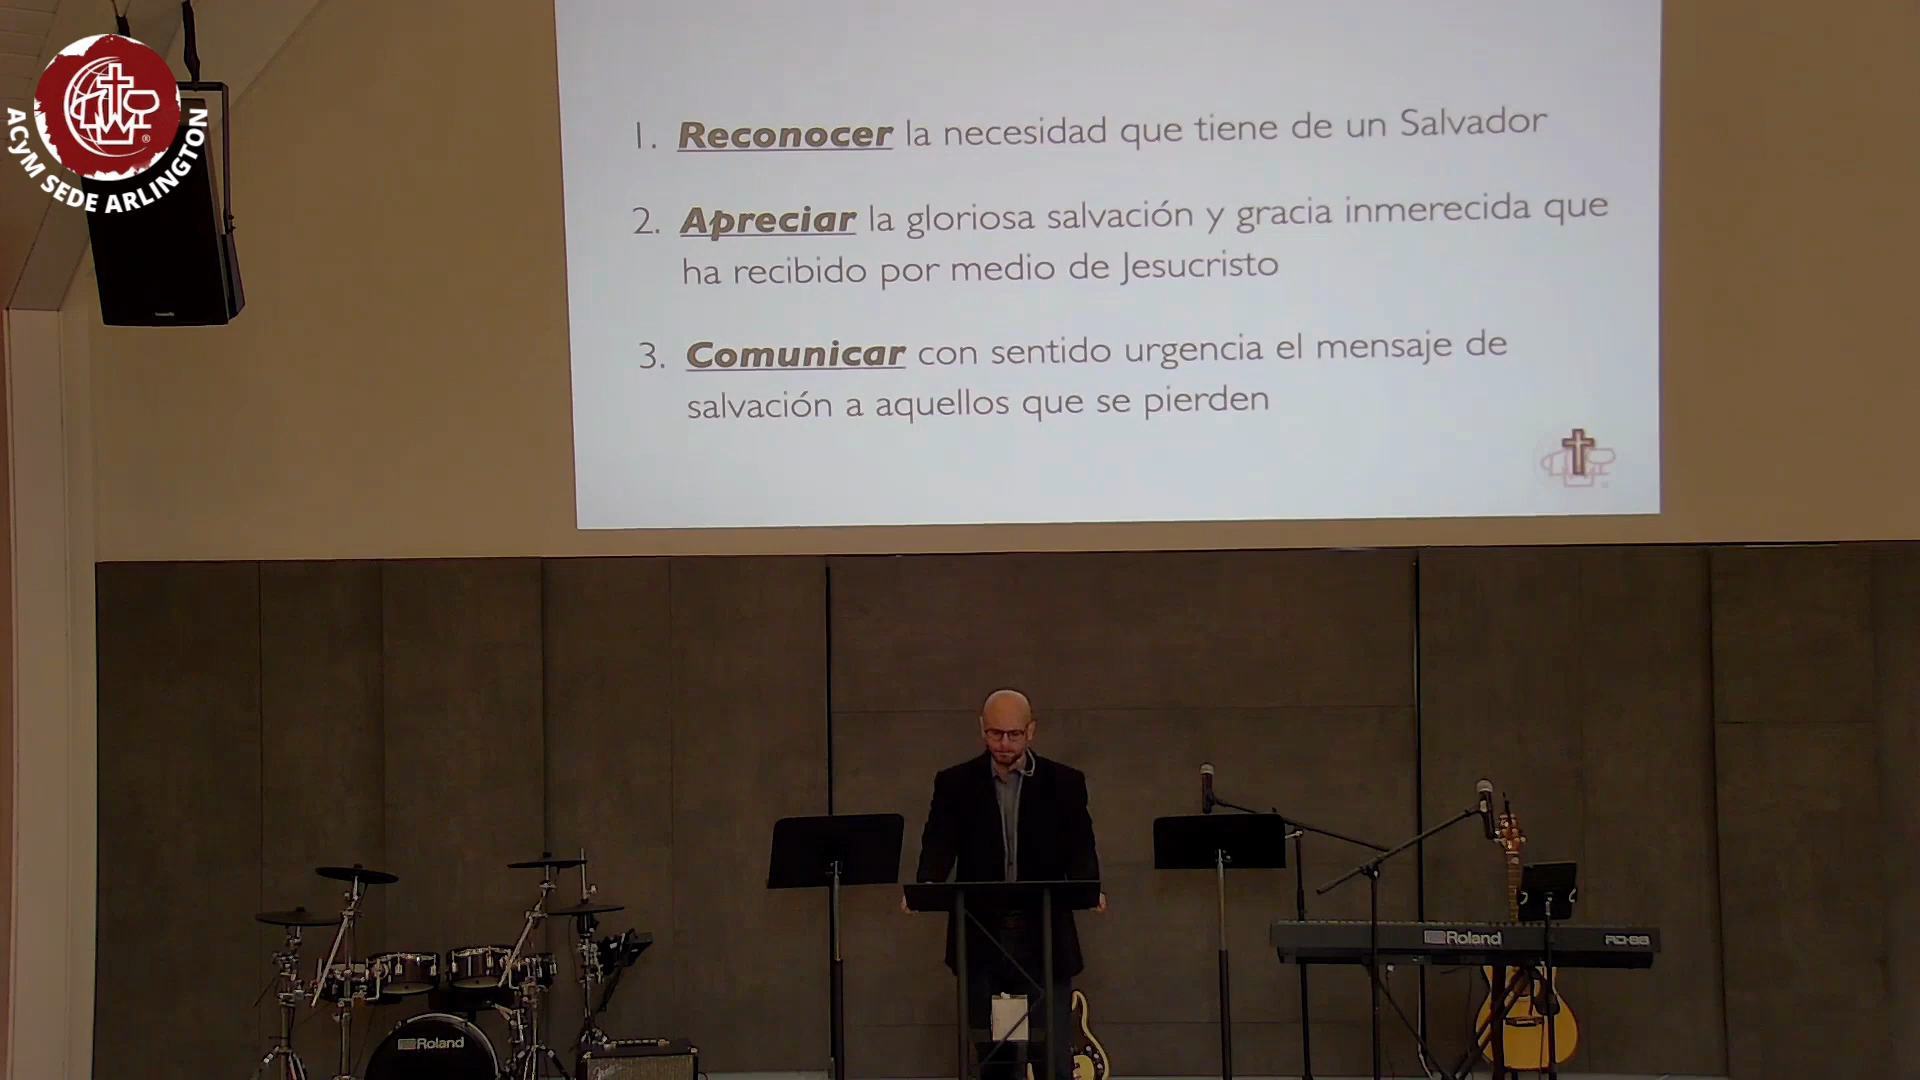 ACyM SEDE ARLINGTON
1. Reconocer la necesidad que tiene de un Salvador
2. Apreciar la gloriosa salvación y gracia inmerecida que
ha recibido por medio de Jesucristo
3. Comunicar con sentido urgencia el mensaje de
salvación a aquellos que se pierden
Roland
RD-88
Roland
Fender